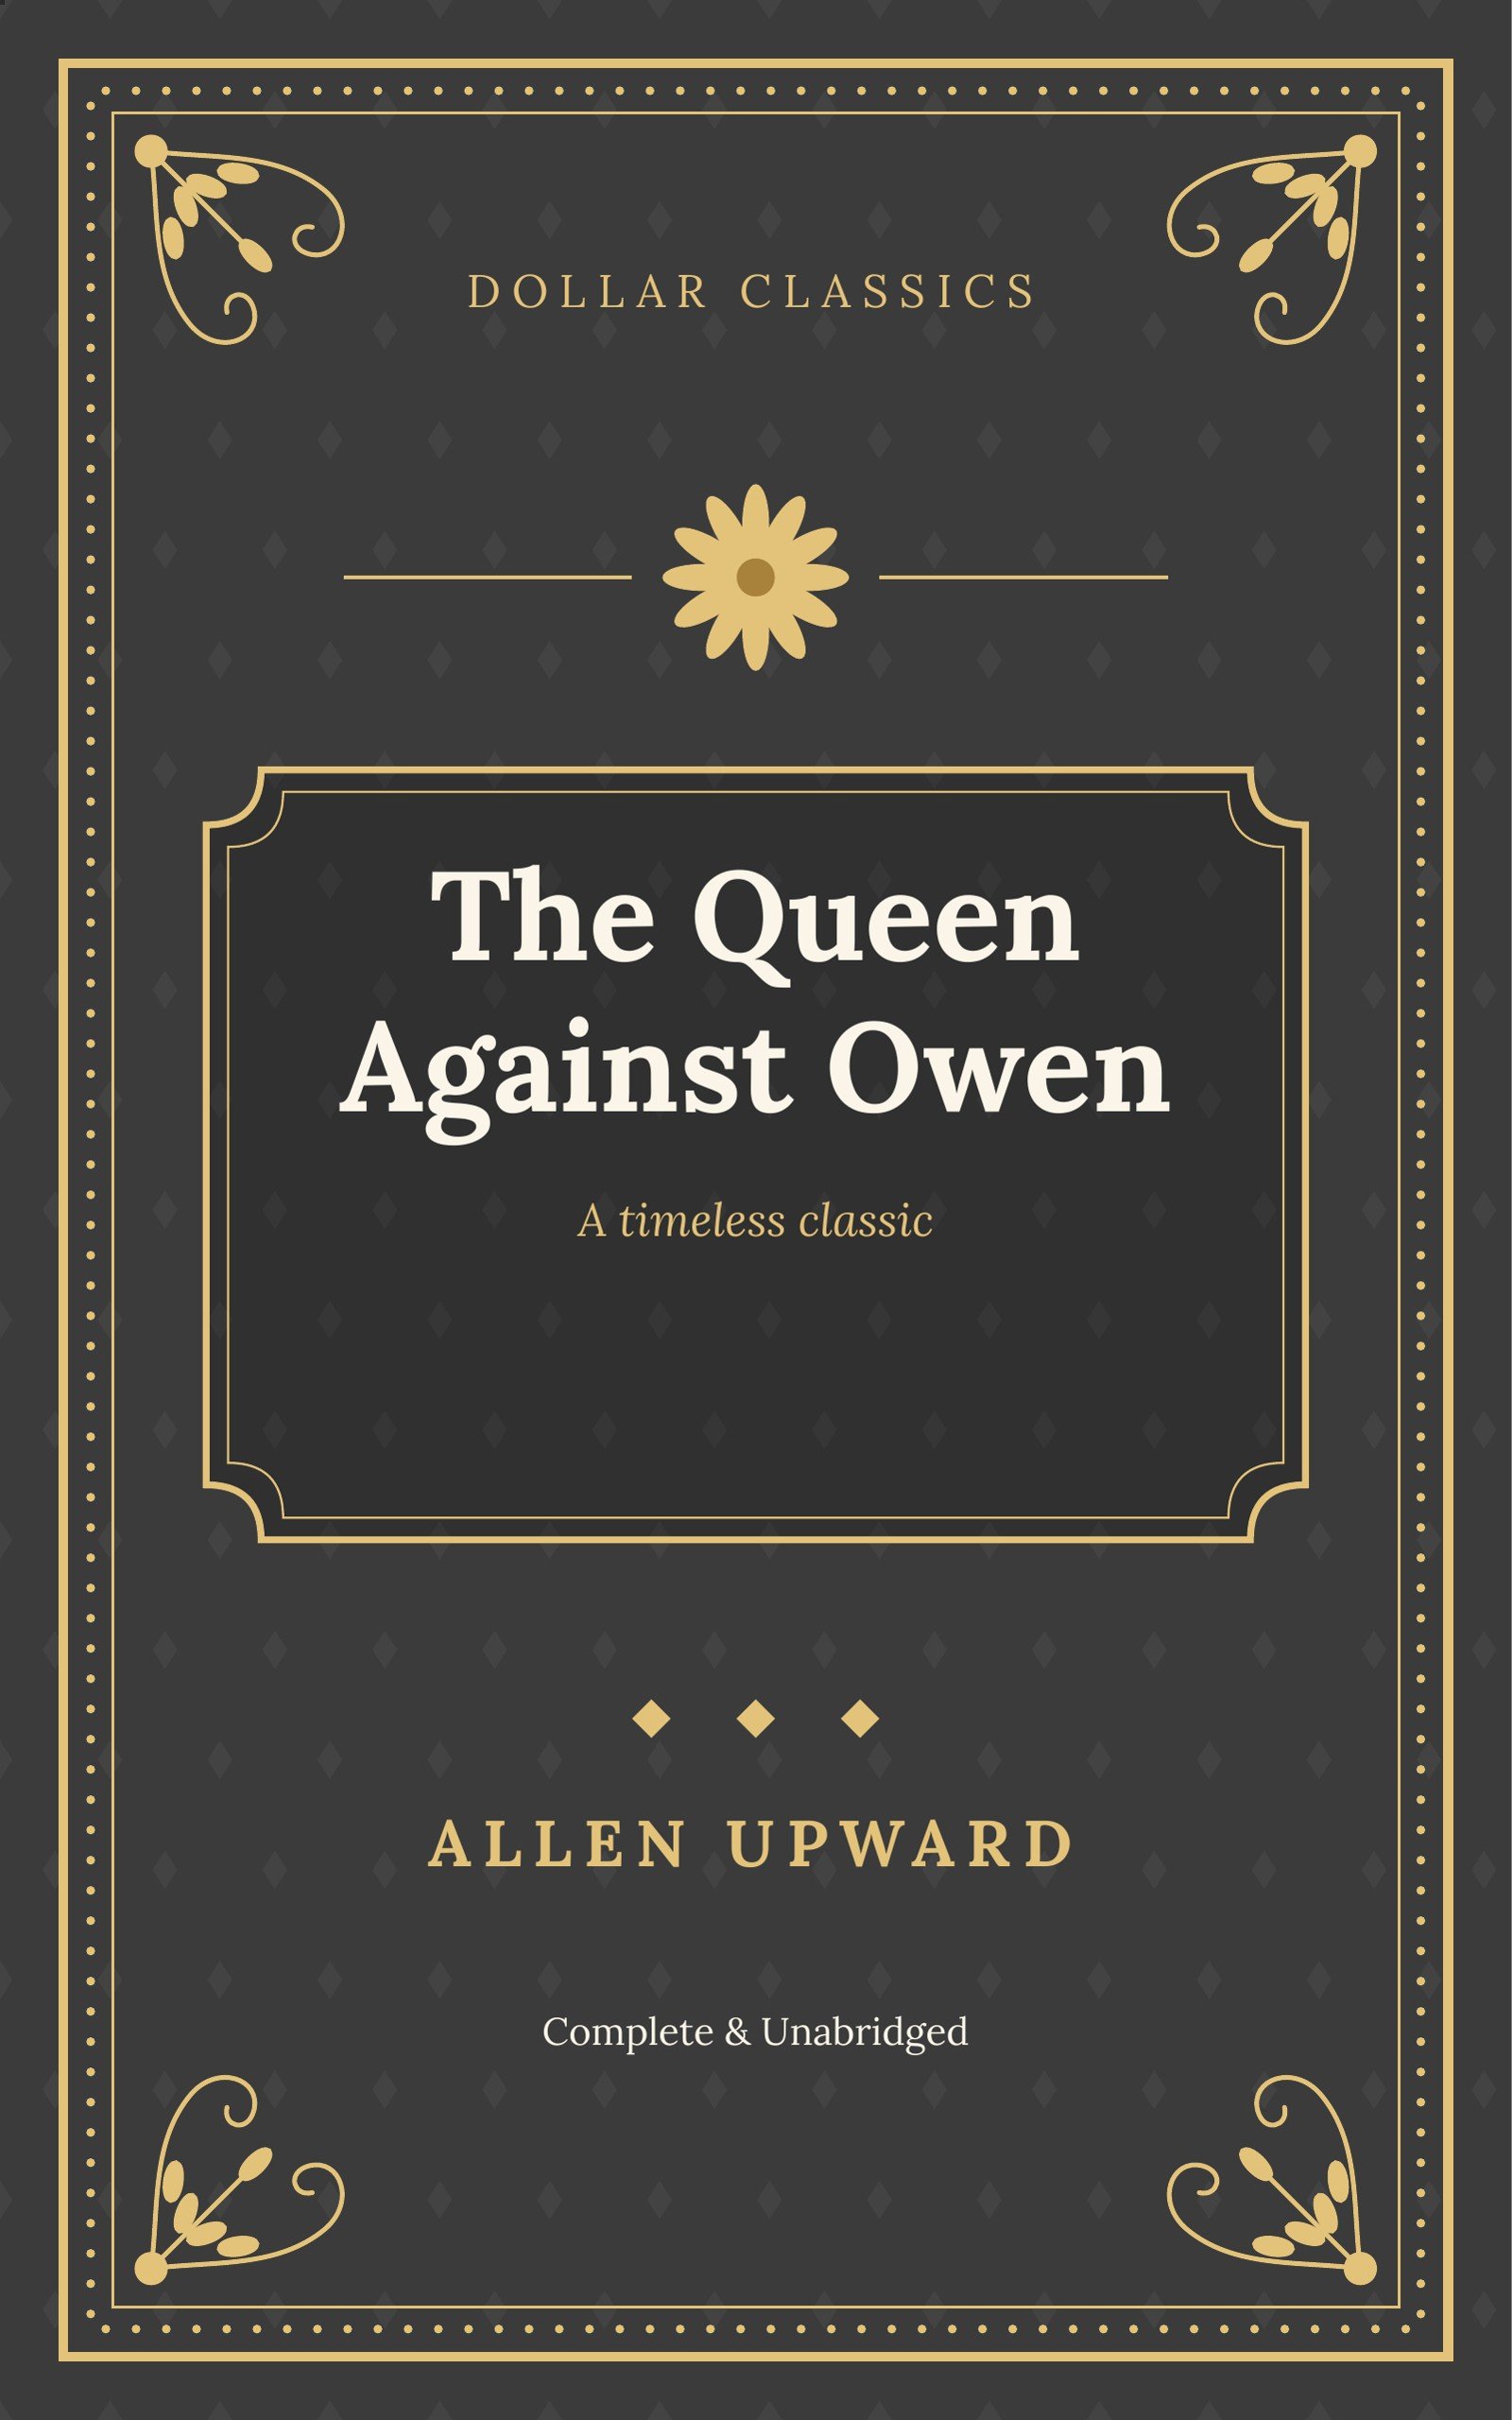 DOLLAR CLASSICS
The Queen
Against Owen
A timeless classic
ALLEN UPWARD
Complete & Unabridged